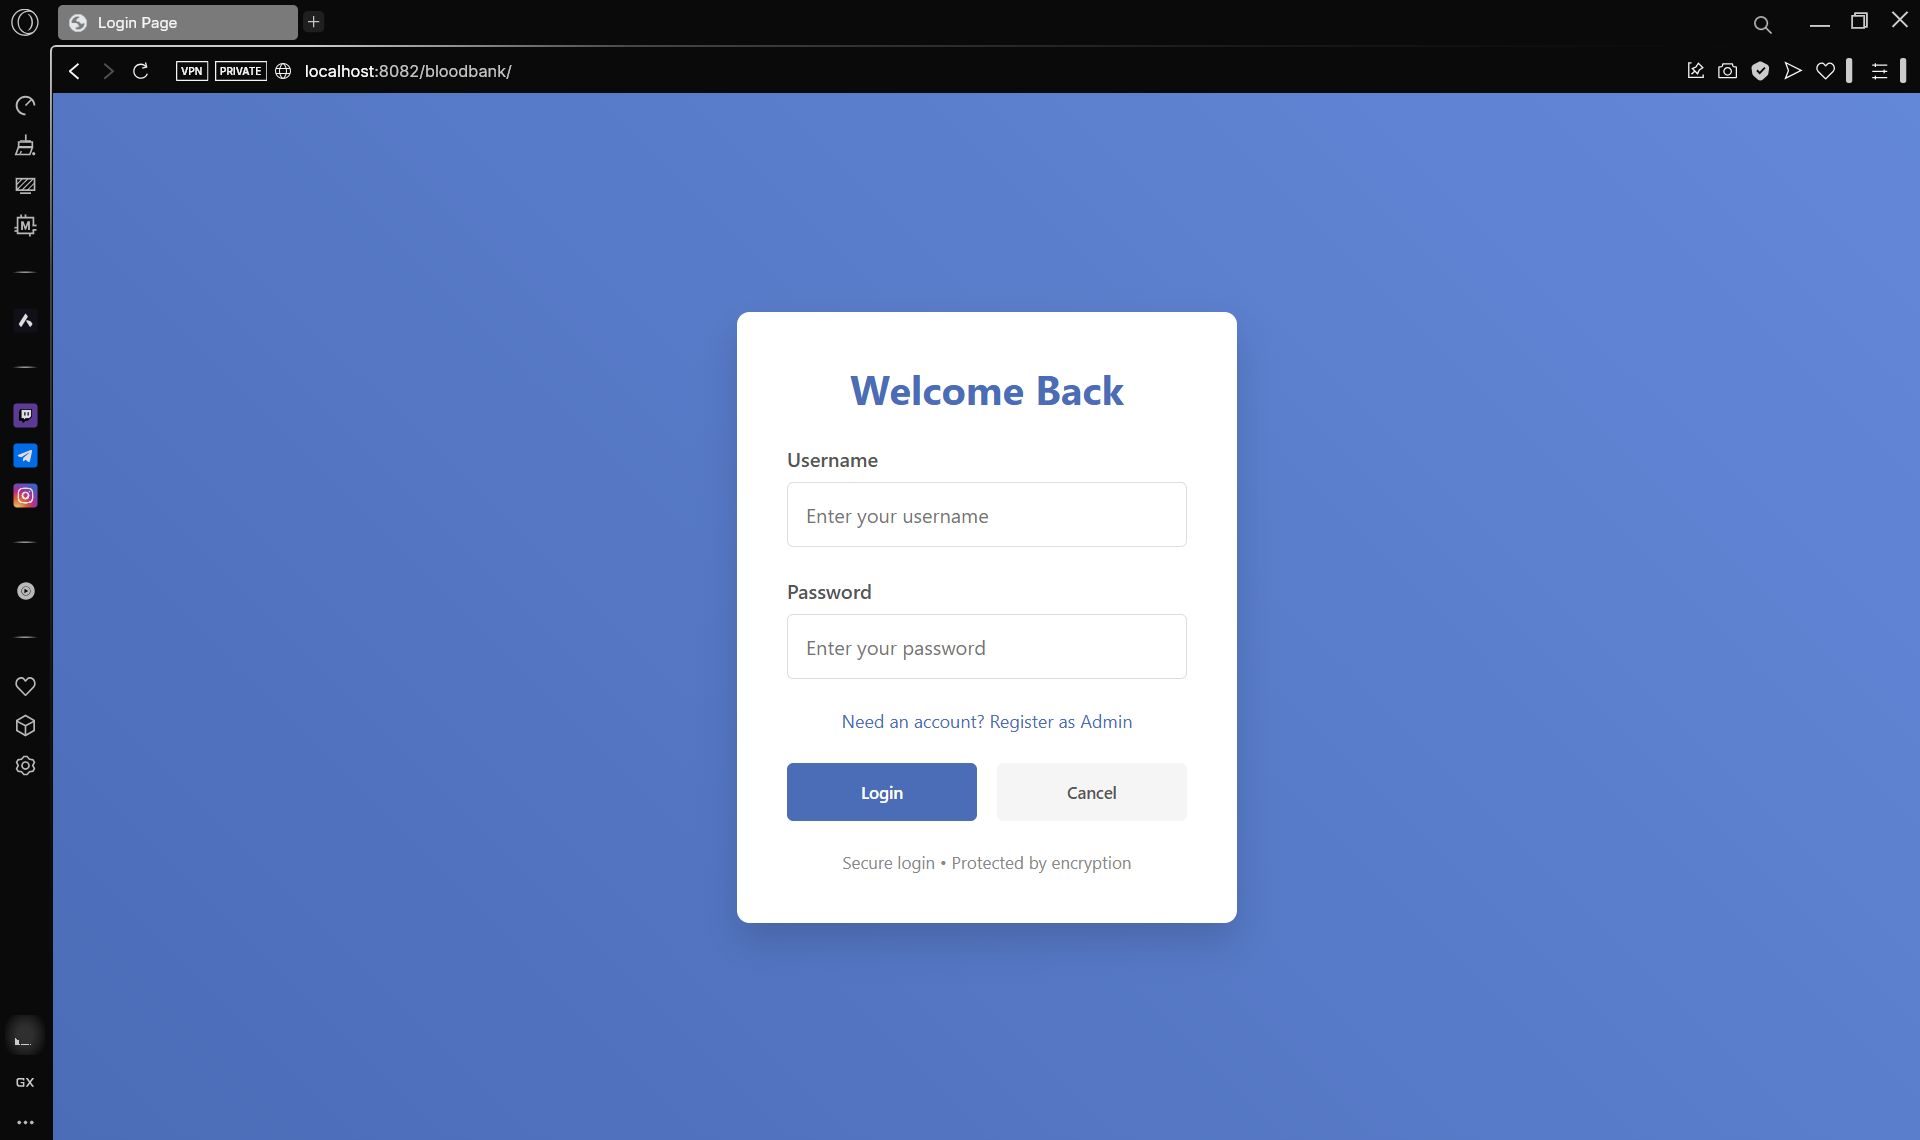 Login Page
VPN PRIVATE localhost:8082/bloodbank/
M
Welcome Back
Username
Enter your username
Password
Enter your password
Need an account? Register as Admin
Login Cancel
Secure login • Protected by encryption
GX